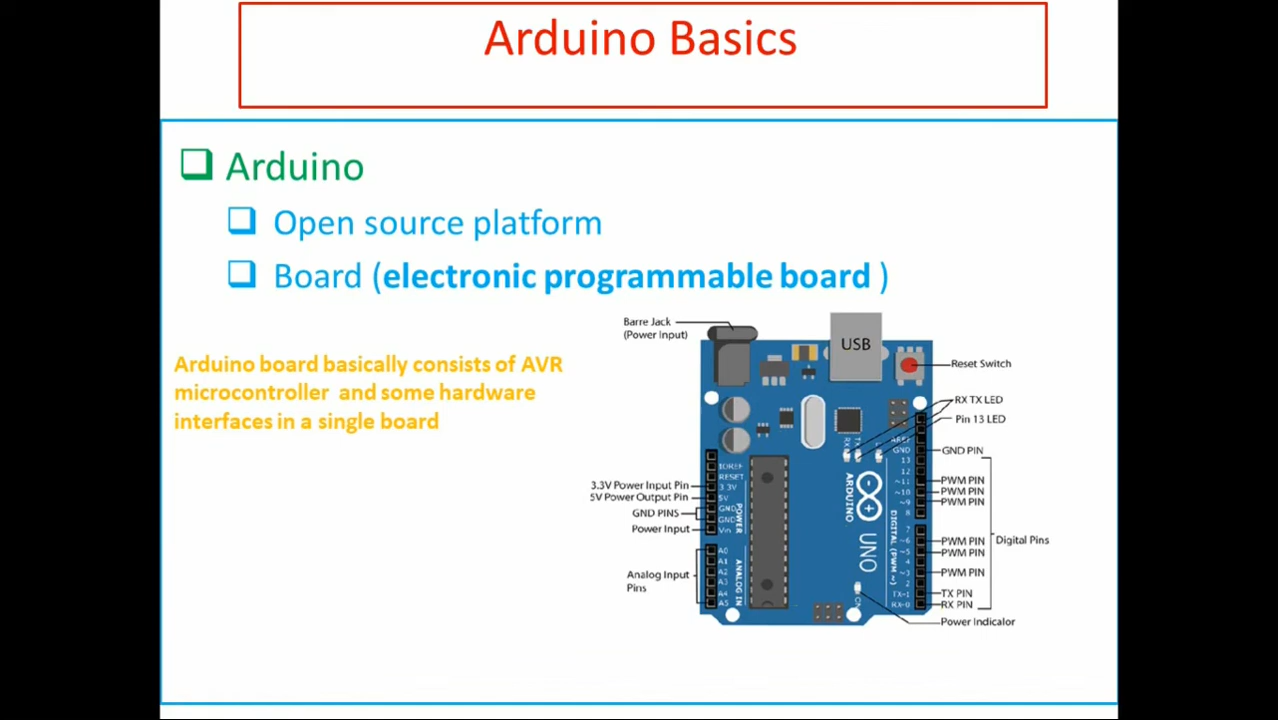 Arduino Basics
Arduino
Open source platform
Board (electronic programmable board )
Arduino board basically consists of AVR
microcontroller and some hardware
interfaces in a single board
Barre Jack
(Power Input)
USB
Reset Switch
RX TX LED
Pin 13 LED
GND PIN
PWM PIN
PWM PIN
PWM PIN
Digital Pins
PWM PIN
PWM PIN
PWM PIN
TX PIN
RX PIN
Power Indicalor
3.3V Power Input Pin
5V Power Output Pin
GND PINS
Power Input
Analog Input
Pins
IOREF
RESET
3 3V
5V
GND
GND
Vin
POWER
A0
A1
A2
A3
A4
A5
ANALOG IN
ARDUINO
UNO
AREF
GND
13
12
~11
~10
~9
8
7
~6
~5
4
~3
2
TX-1
RX-0
DIGITAL (PWM ~)
ON